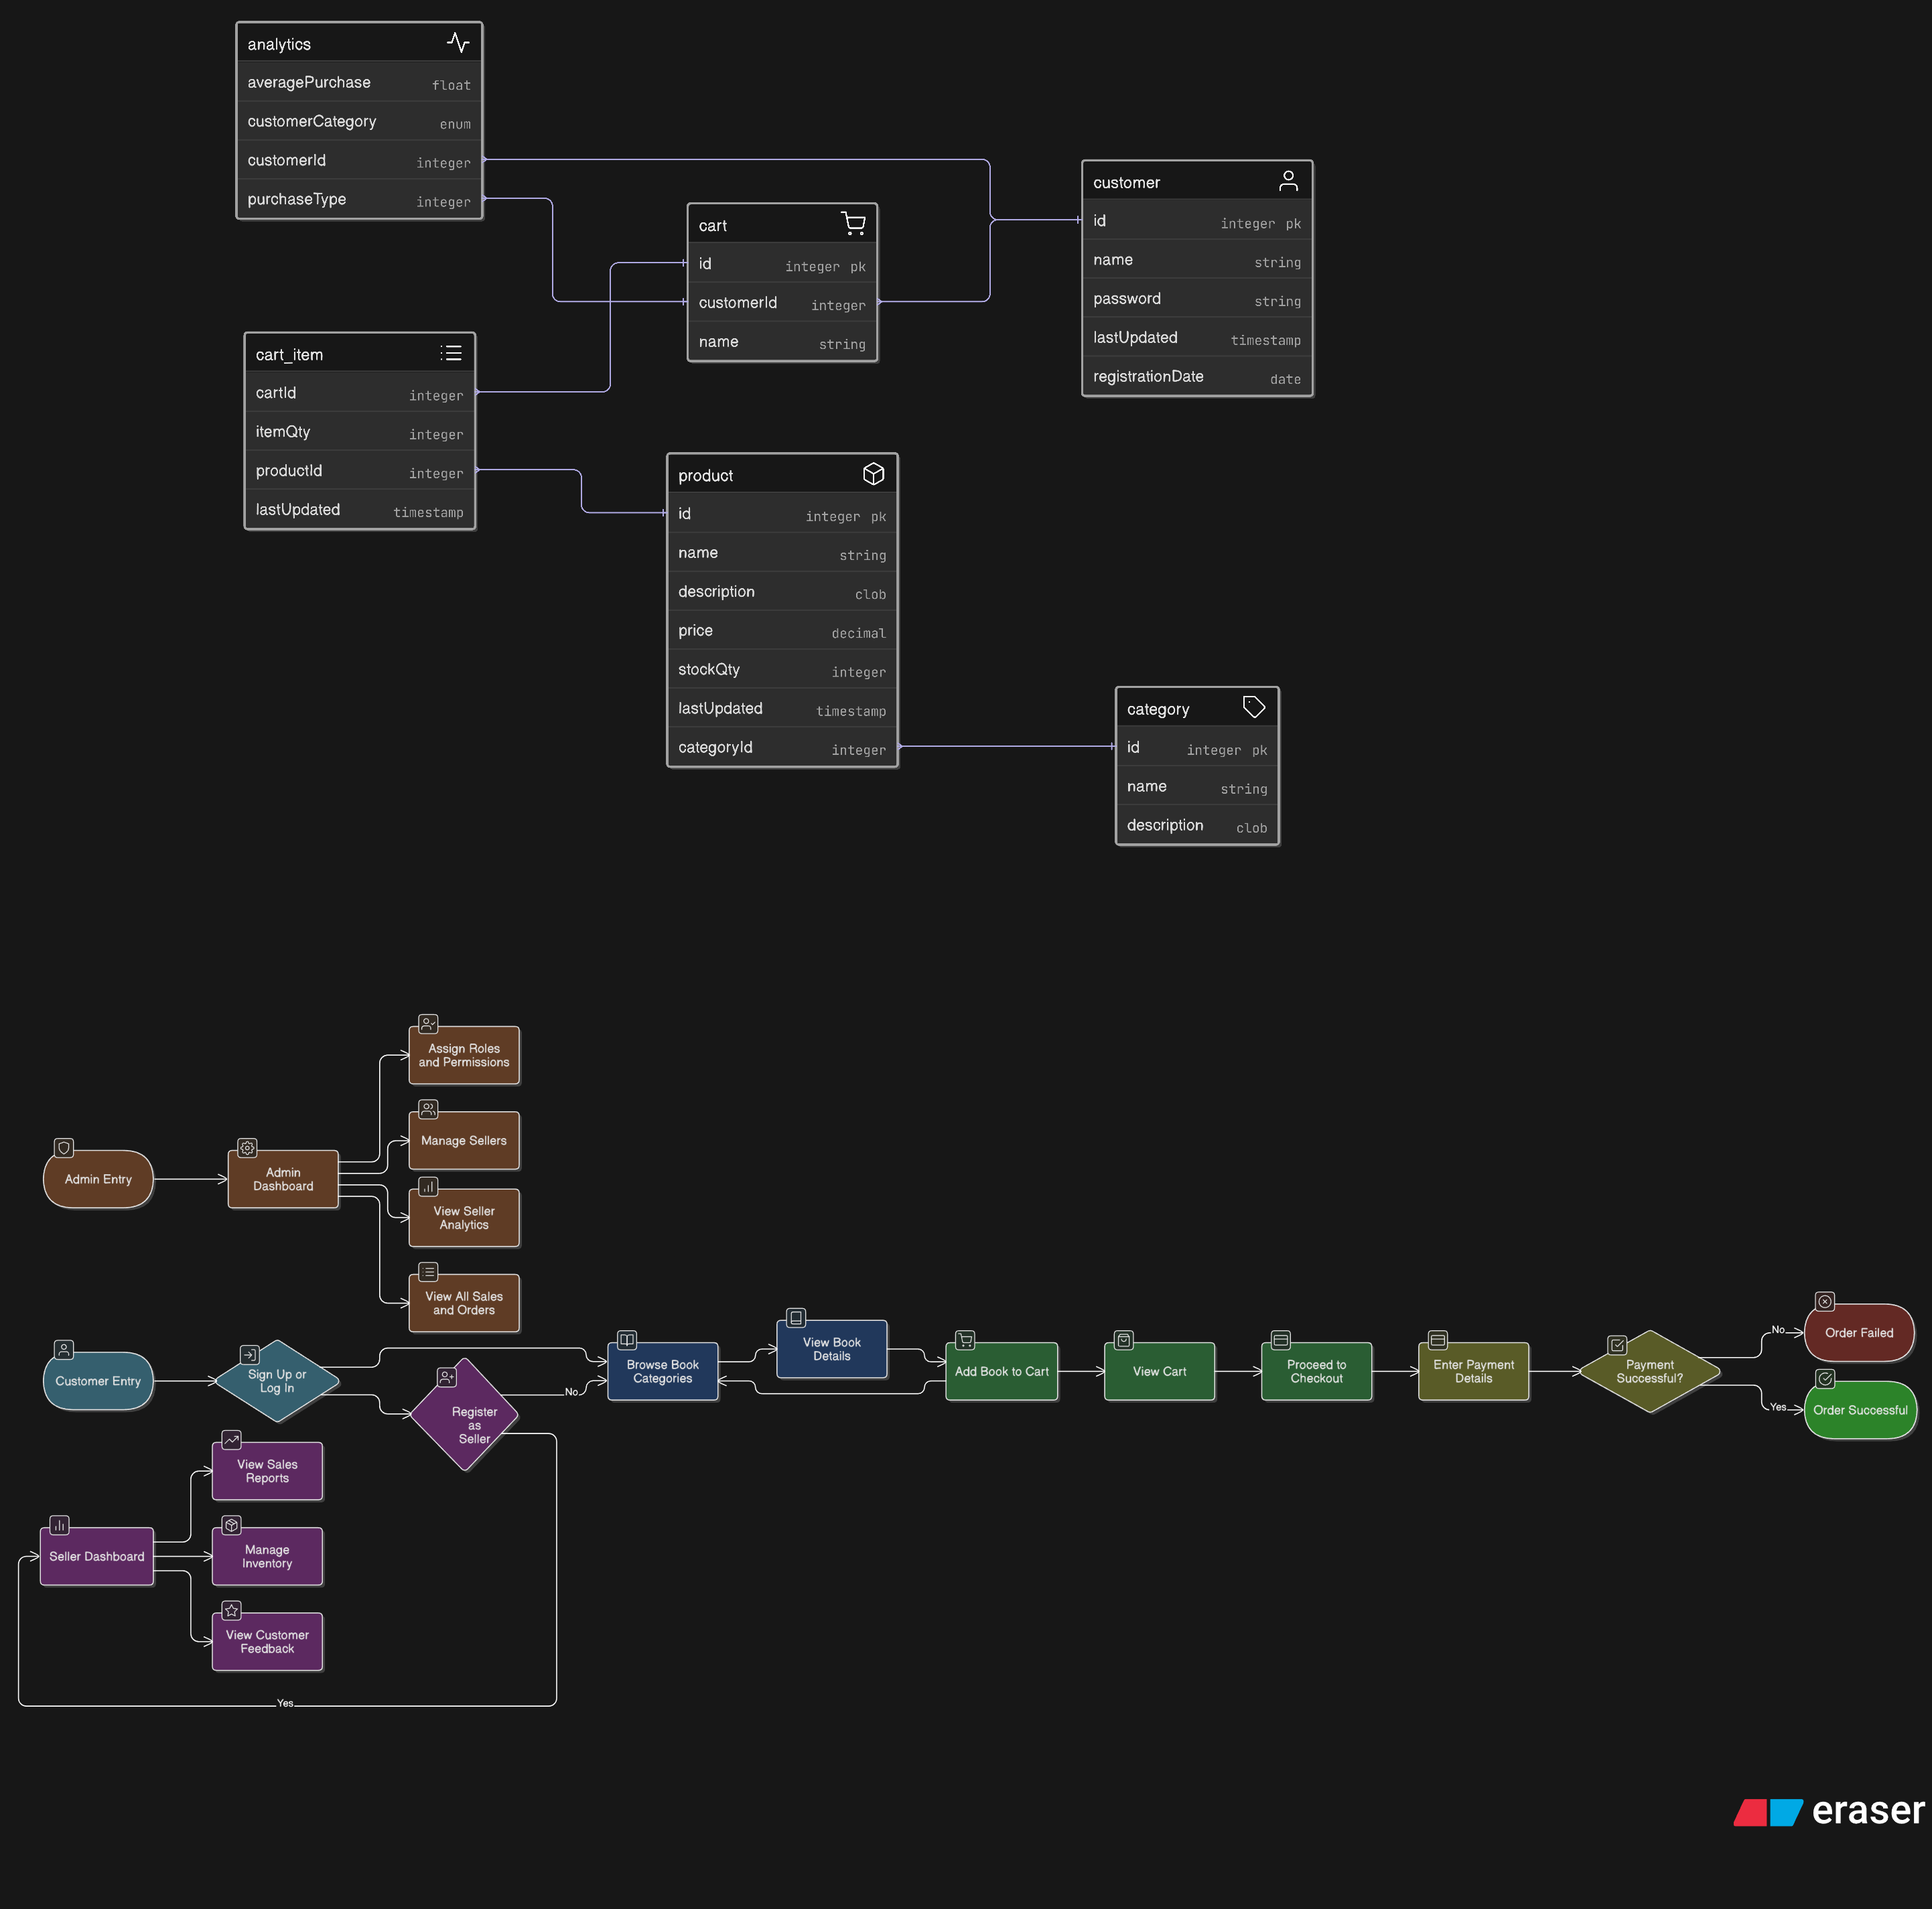 analytics
averagePurchase float
customerCategory enum
customerId integer
purchaseType integer
cart
id integer pk
customerId integer
name string
customer
id integer pk
name string
password string
lastUpdated timestamp
registrationDate date
cart_item
cartId integer
itemQty integer
productId integer
lastUpdated timestamp
product
id integer pk
name string
description clob
price decimal
stockQty integer
lastUpdated timestamp
categoryId integer
category
id integer pk
name string
description clob
Admin Entry
Admin
Dashboard
Assign Roles
and Permissions
Manage Sellers
View Seller
Analytics
View All Sales
and Orders
Customer Entry
Sign Up or
Log In
Register
as
Seller
No
Browse Book
Categories
View Book
Details
Add Book to Cart
View Cart
Proceed to
Checkout
Enter Payment
Details
Payment
Successful?
No
Order Failed
Yes
Order Successful
Seller Dashboard
View Sales
Reports
Manage
Inventory
View Customer
Feedback
Yes
eraser